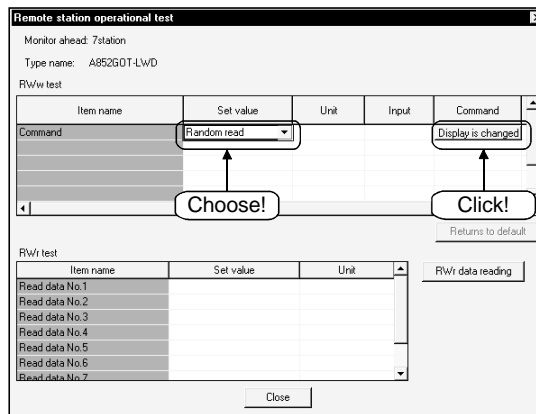 Remote station operational test
Monitor ahead: 7station
Type name: A852GOT-LWD
RWw test
Item name Set value Unit Input Command
Command Random read Display is changed
Choose! Click!
Returns to default
RWr test
Item name Set value Unit RWr data reading
Read data No.1
Read data No.2
Read data No.3
Read data No.4
Read data No.5
Read data No.6
Read data No.7
Close